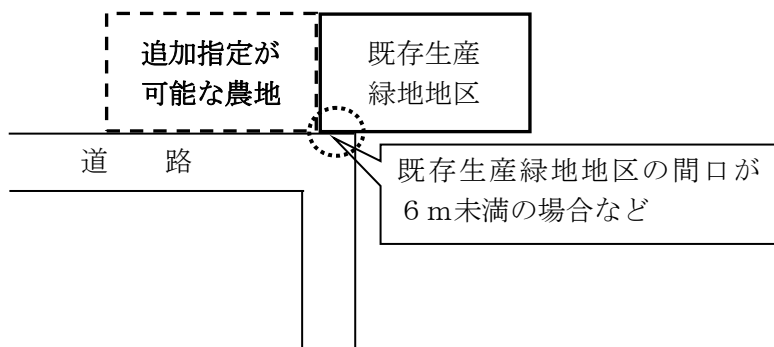 追加指定が
可能な農地
既存生産
緑地地区
道　路
既存生産緑地地区の間口が
６ｍ未満の場合など